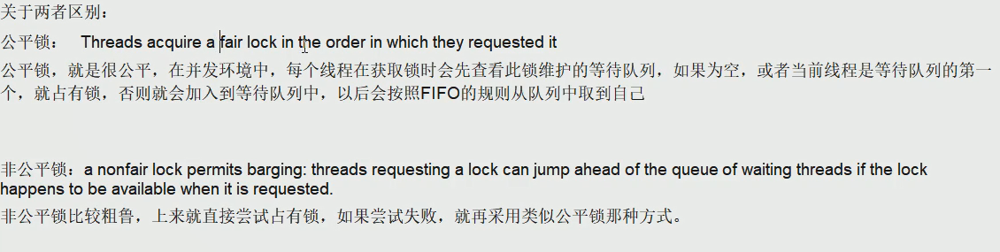 关于两者区别：
公平锁： Threads acquire a fair lock in the order in which they requested it
公平锁，就是很公平，在并发环境中，每个线程在获取锁时会先查看此锁维护的等待队列，如果为空，或者当前线程是等待队列的第一
个，就占有锁，否则就会加入到等待队列中，以后会按照FIFO的规则从队列中取到自己
非公平锁：a nonfair lock permits barging: threads requesting a lock can jump ahead of the queue of waiting threads if the lock
happens to be available when it is requested.
非公平锁比较粗鲁，上来就直接尝试占有锁，如果尝试失败，就再采用类似公平锁那种方式。